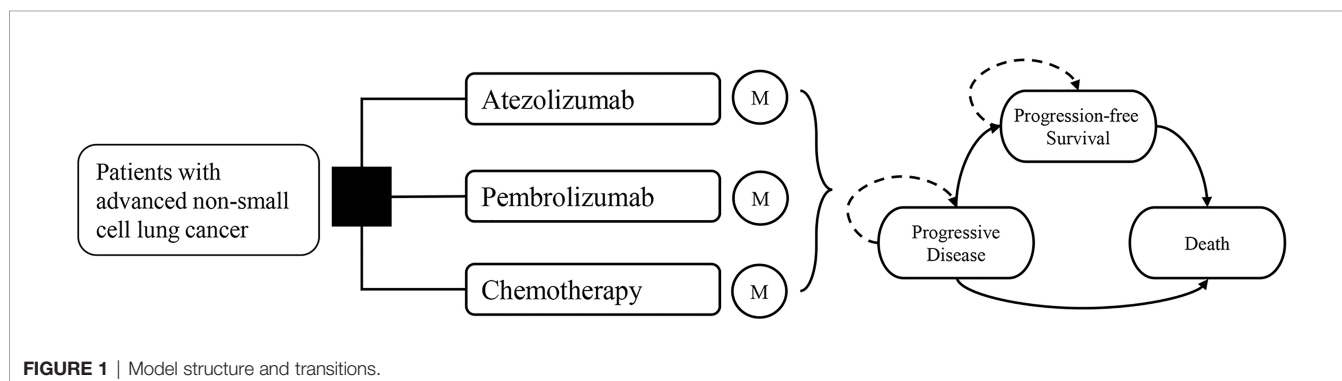 Patients with
advanced non-small
cell lung cancer
Atezolizumab
M
Pembrolizumab
M
Chemotherapy
M
Progression-free
Survival
Progressive
Disease
Death
FIGURE 1 | Model structure and transitions.